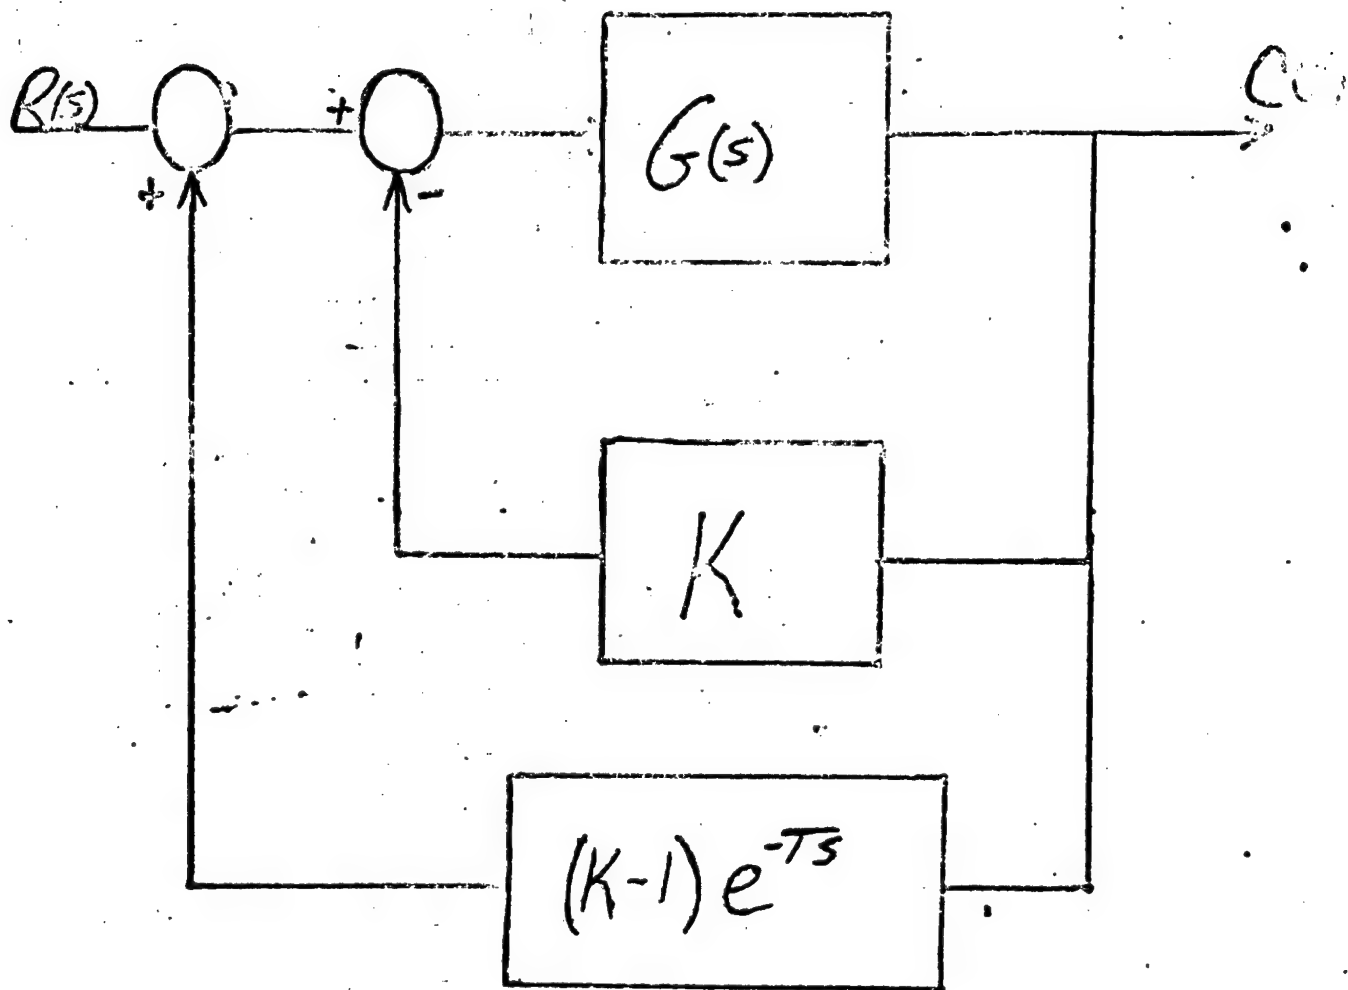 R(s)
+
G(s)
+
-
K
(K-1) e^-Ts